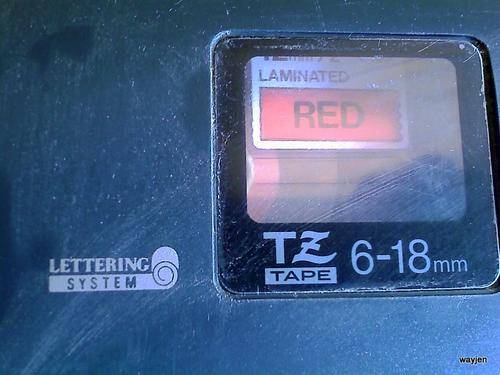 LAMINATED
RED
TZ
TAPE
6-18mm
LETTERING
SYSTEM
wayjen